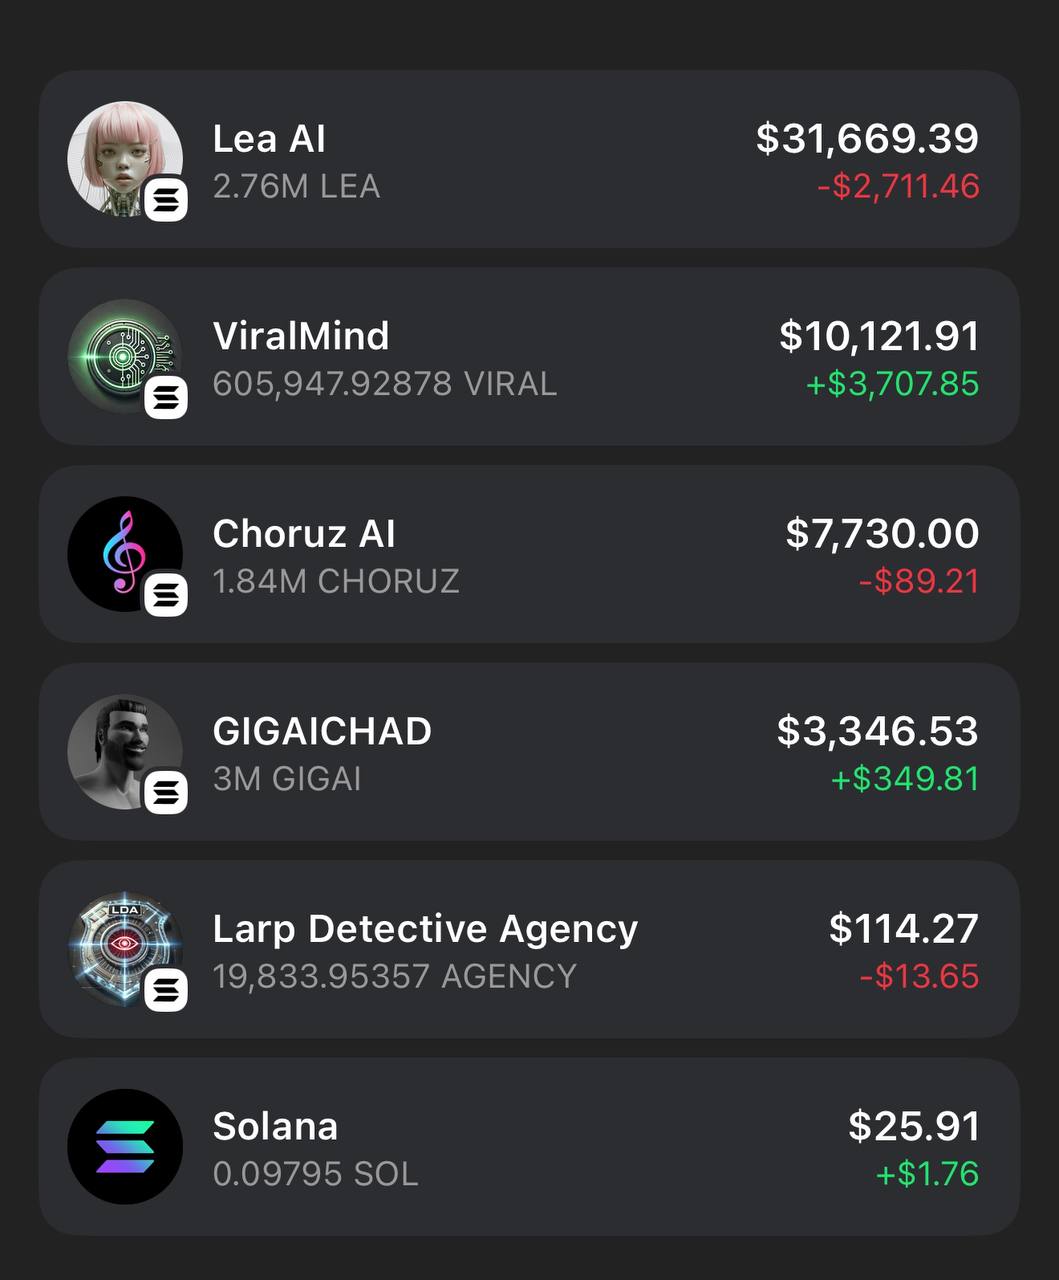 Lea AI
$31,669.39
2.76M LEA
-$2,711.46
ViralMind
$10,121.91
605,947.92878 VIRAL
+$3,707.85
Choruz AI
$7,730.00
1.84M CHORUZ
-$89.21
GIGAICHAD
$3,346.53
3M GIGAI
+$349.81
LDA
Larp Detective Agency
$114.27
19,833.95357 AGENCY
-$13.65
Solana
$25.91
0.09795 SOL
+$1.76